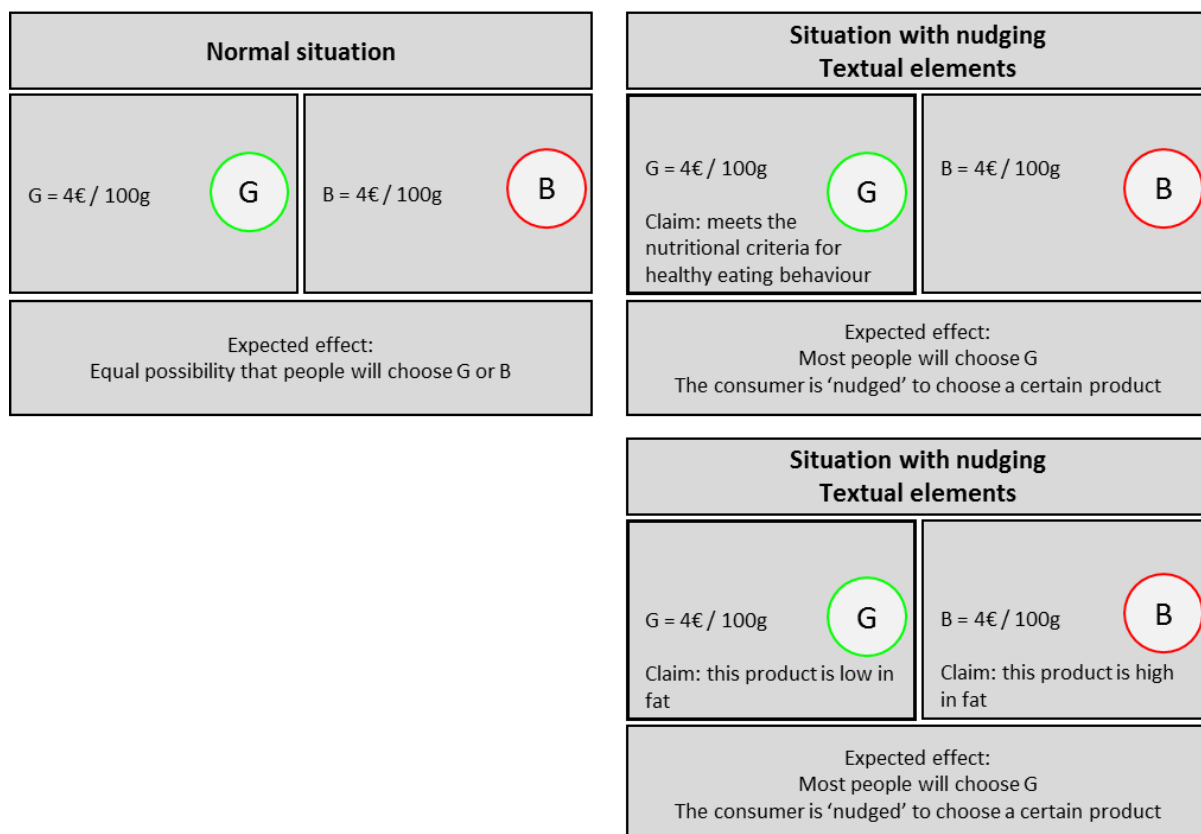 Normal situation
G = 4€ / 100g
G
B = 4€ / 100g
B
Expected effect:
Equal possibility that people will choose G or B
Situation with nudging
Textual elements
G = 4€ / 100g
G
Claim: meets the
nutritional criteria for
healthy eating behaviour
B = 4€ / 100g
B
Expected effect:
Most people will choose G
The consumer is ‘nudged’ to choose a certain product
Situation with nudging
Textual elements
G = 4€ / 100g
G
Claim: this product is low in
fat
B = 4€ / 100g
B
Claim: this product is high
in fat
Expected effect:
Most people will choose G
The consumer is ‘nudged’ to choose a certain product